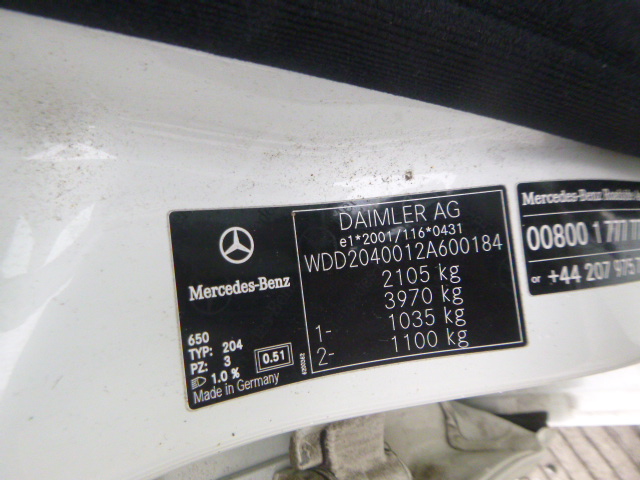 DAIMLER AG
e1*2001/116*0431
WDD2040012A600184
2105 kg
3970 kg
1- 1035 kg
2- 1100 kg
Mercedes-Benz
650
TYP: 204
PZ: 3
0.51
1.0 %
Made in Germany
Mercedes-Benz
00800 1 777
or +44 207 975